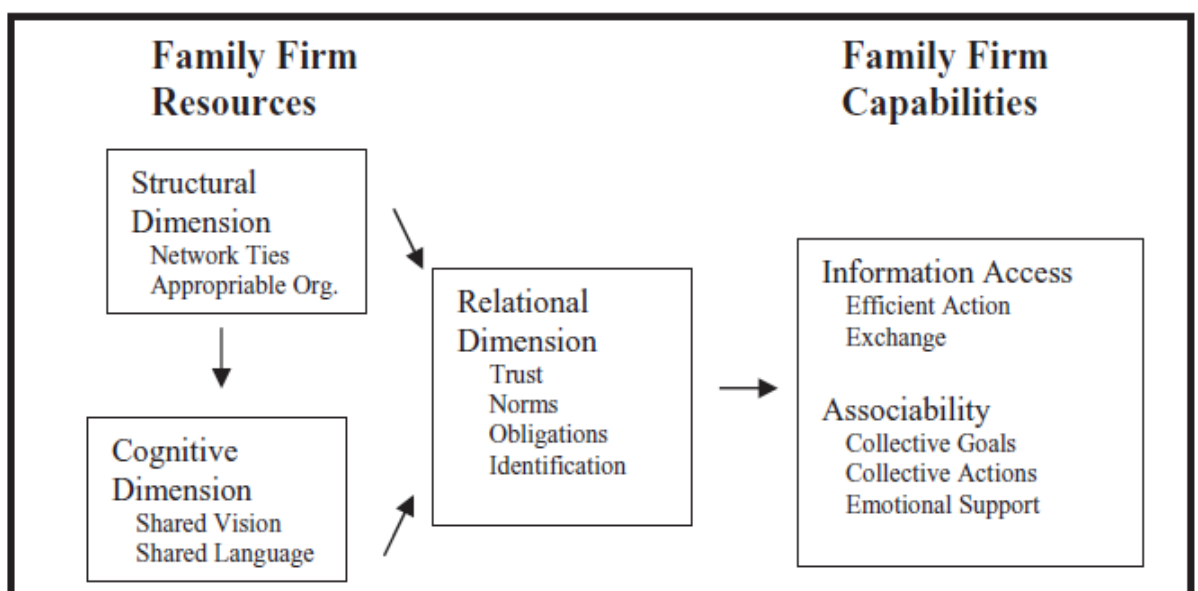 Family Firm
Resources
Family Firm
Capabilities
Structural
Dimension
Network Ties
Appropriable Org.
Cognitive
Dimension
Shared Vision
Shared Language
Relational
Dimension
Trust
Norms
Obligations
Identification
Information Access
Efficient Action
Exchange
Associability
Collective Goals
Collective Actions
Emotional Support